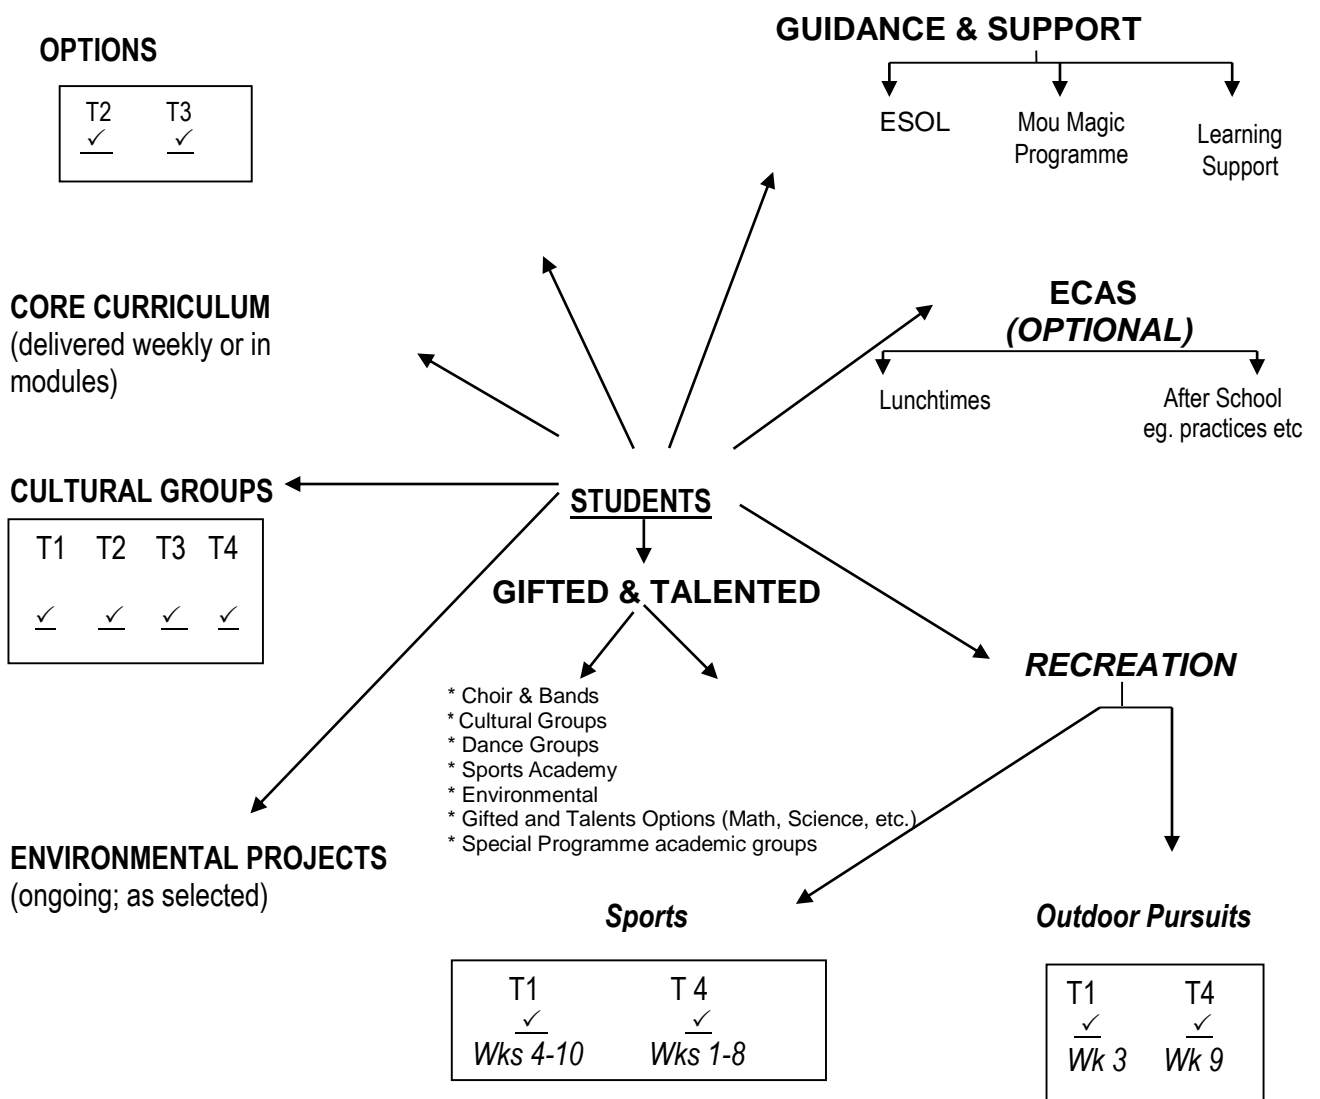 OPTIONS
T2 T3
✓ ✓
GUIDANCE & SUPPORT
ESOL
Mou Magic
Programme
Learning
Support
CORE CURRICULUM
(delivered weekly or in
modules)
ECAS
(OPTIONAL)
Lunchtimes
After School
eg. practices etc
CULTURAL GROUPS
T1 T2 T3 T4
✓ ✓ ✓ ✓
STUDENTS
GIFTED & TALENTED
* Choir & Bands
* Cultural Groups
* Dance Groups
* Sports Academy
* Environmental
* Gifted and Talents Options (Math, Science, etc.)
* Special Programme academic groups
RECREATION
ENVIRONMENTAL PROJECTS
(ongoing; as selected)
Sports
T1 T 4
✓ ✓
Wks 4-10 Wks 1-8
Outdoor Pursuits
T1 T4
✓ ✓
Wk 3 Wk 9